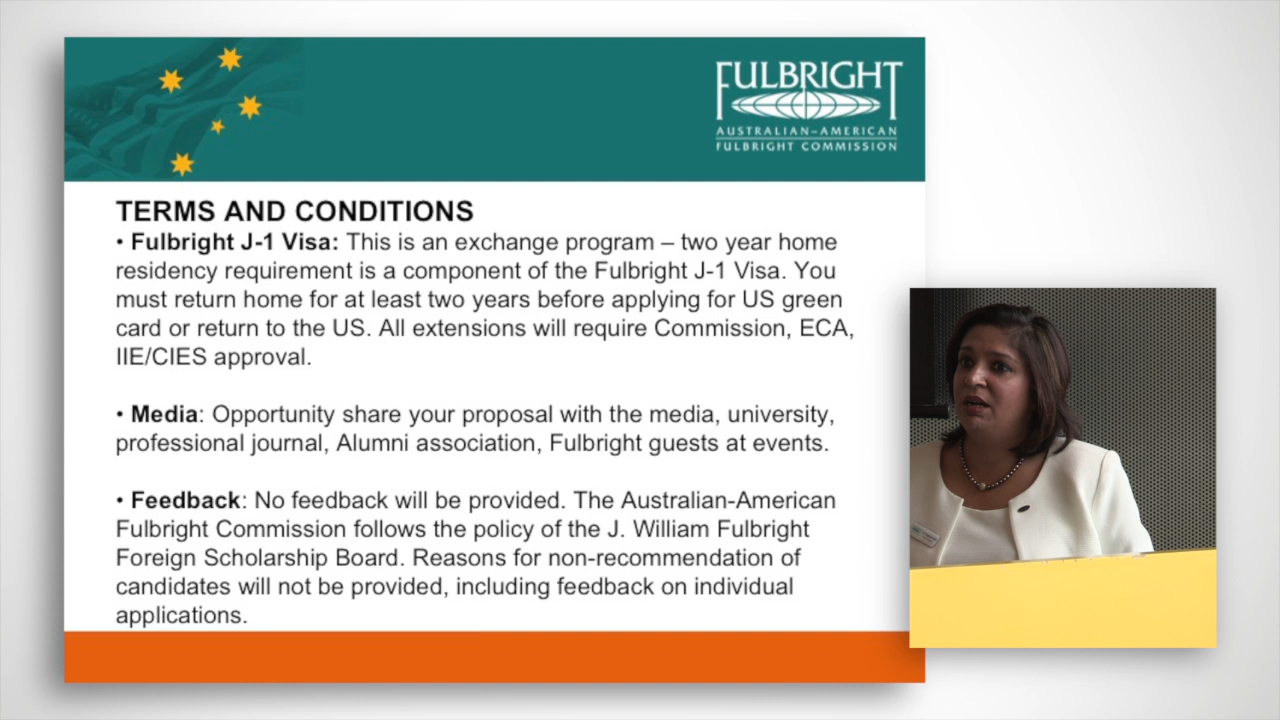 FULBRIGHT
AUSTRALIAN–AMERICAN
FULBRIGHT COMMISSION
TERMS AND CONDITIONS
• Fulbright J-1 Visa: This is an exchange program – two year home
residency requirement is a component of the Fulbright J-1 Visa. You
must return home for at least two years before applying for US green
card or return to the US. All extensions will require Commission, ECA,
IIE/CIES approval.
• Media: Opportunity share your proposal with the media, university,
professional journal, Alumni association, Fulbright guests at events.
• Feedback: No feedback will be provided. The Australian-American
Fulbright Commission follows the policy of the J. William Fulbright
Foreign Scholarship Board. Reasons for non-recommendation of
candidates will not be provided, including feedback on individual
applications.